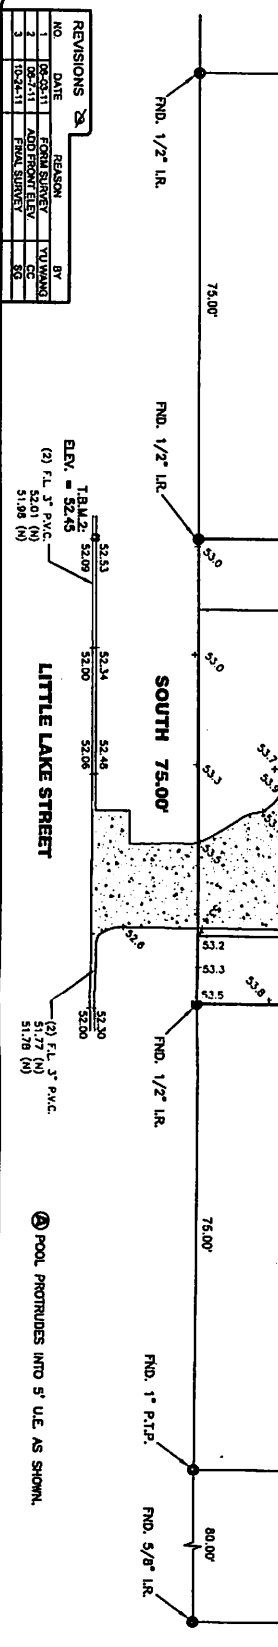 REVISIONS
NO. DATE REASON BY
1 06-03-11 FORM SURVEY YU WANG
2 06-7-11 ADD FRONT ELEV. CC
3 10-24-11 FINAL SURVEY SG
FND. 1/2" I.R.
75.00'
FND. 1/2" I.R.
53.0
53.0
53.3
53.7
53.9
53.5
53.2
53.3
53.5
53.8
SOUTH 75.00'
T.B.M.2:
ELEV. = 52.45
52.53
52.09
(2) F.L. 3" P.V.C.
52.01 (N)
51.98 (N)
52.34
52.00
52.48
52.06
52.6
LITTLE LAKE STREET
52.30
52.00
(2) F.L. 3" P.V.C.
51.77 (N)
51.78 (N)
FND. 1/2" I.R.
75.00'
FND. 1" P.T.P.
80.00'
FND. 5/8" I.R.
Ⓐ POOL PROTRUDES INTO 5' U.E. AS SHOWN.